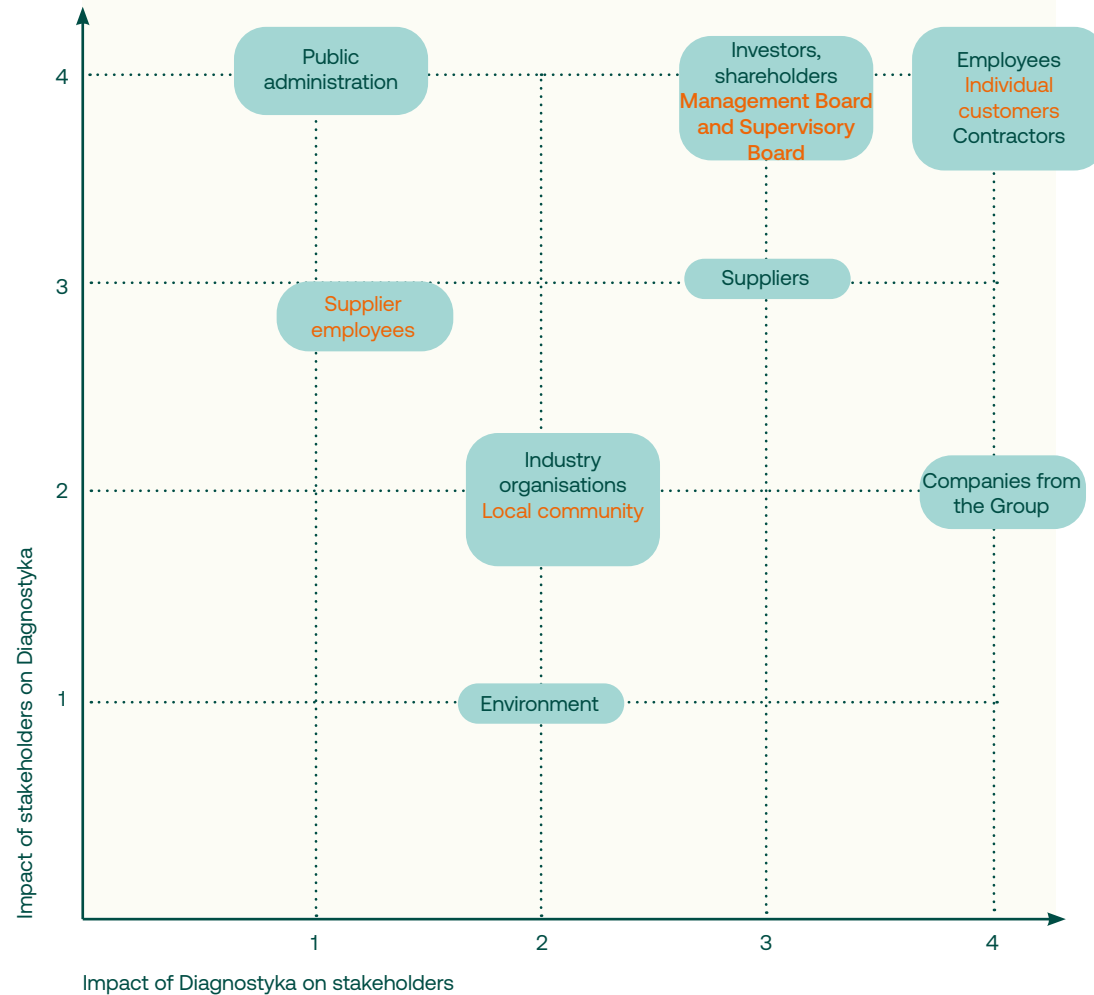 4
Public
administration
Investors,
shareholders
Management Board
and Supervisory
Board
Employees
Individual
customers
Contractors
3
Supplier
employees
Suppliers
2
Industry
organisations
Local community
Companies from
the Group
1
Environment
Impact of stakeholders on Diagnostyka
1
2
3
4
Impact of Diagnostyka on stakeholders